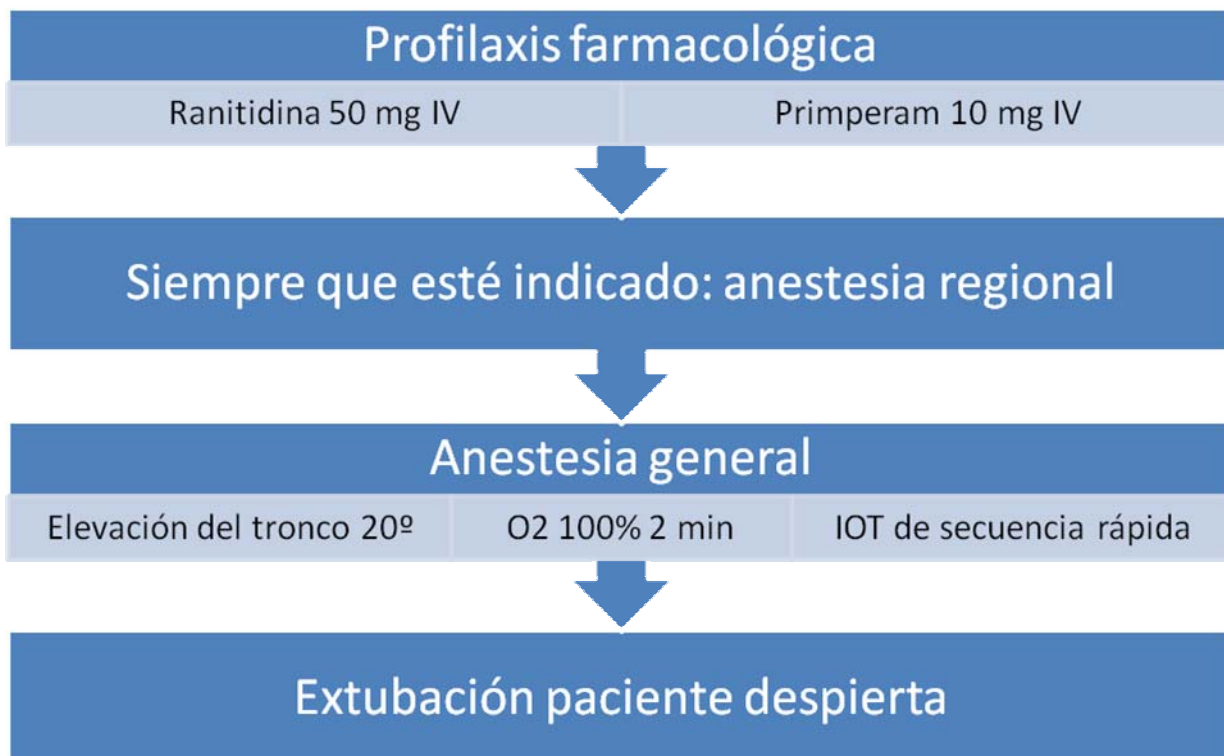 Profilaxis farmacológica
Ranitidina 50 mg IV
Primperam 10 mg IV
Siempre que esté indicado: anestesia regional
Anestesia general
Elevación del tronco 20º
O2 100% 2 min
IOT de secuencia rápida
Extubación paciente despierta